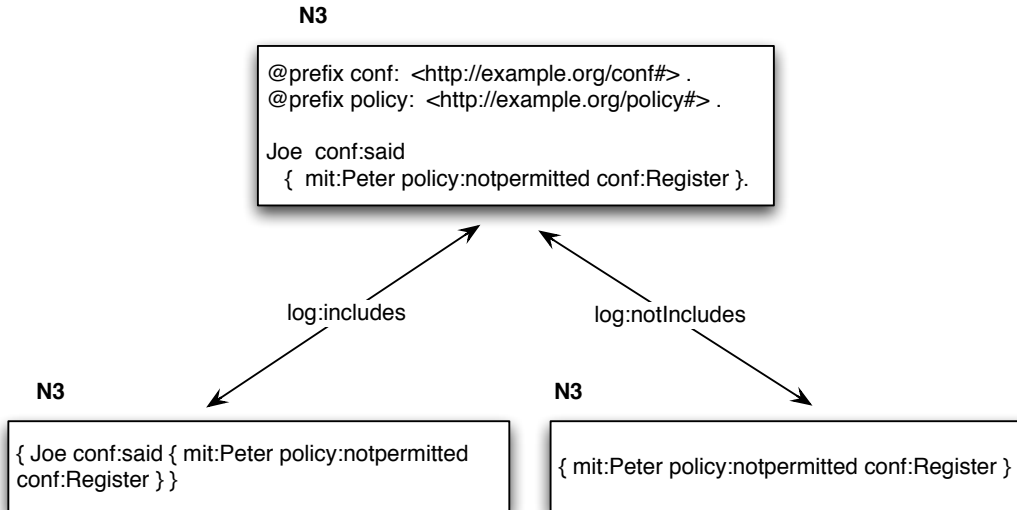 N3
@prefix conf: <http://example.org/conf#> .
@prefix policy: <http://example.org/policy#> .
Joe conf:said
{ mit:Peter policy:notpermitted conf:Register }.
log:includes
log:notIncludes
N3
{ Joe conf:said { mit:Peter policy:notpermitted
conf:Register } }
N3
{ mit:Peter policy:notpermitted conf:Register }